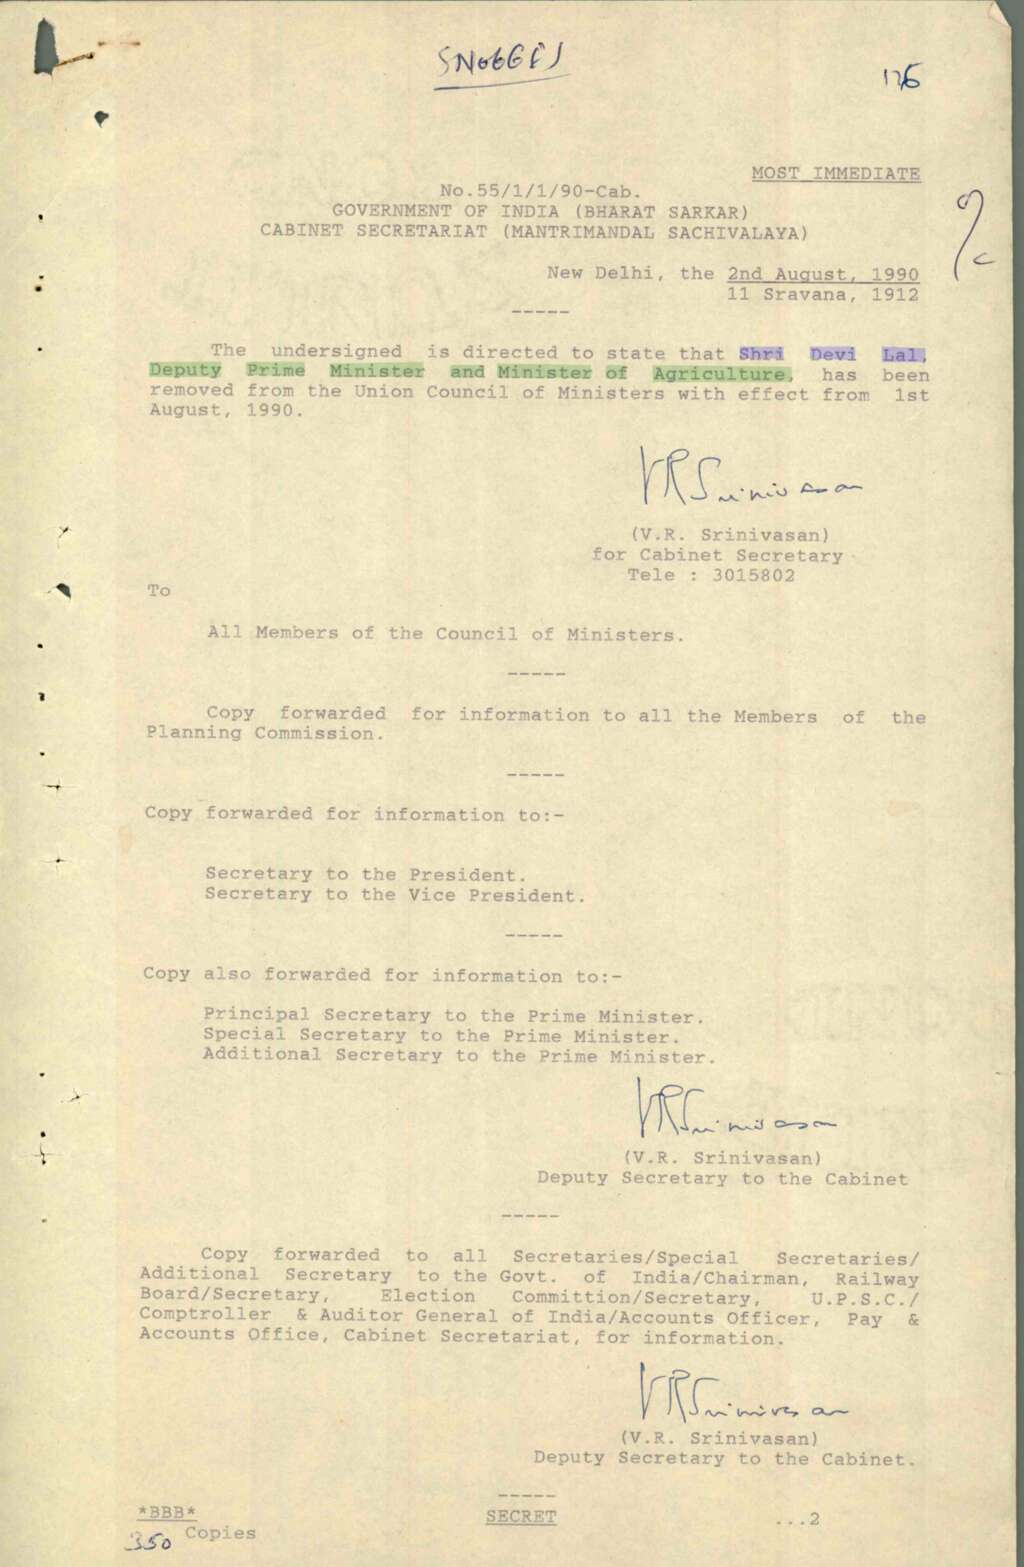 176
MOST IMMEDIATE
No.55/1/1/90-Cab.
GOVERNMENT OF INDIA (BHARAT SARKAR)
CABINET SECRETARIAT (MANTRIMANDAL SACHIVALAYA)
New Delhi, the 2nd August, 1990
11 Sravana, 1912
-----
The undersigned is directed to state that Shri Devi Lal,
Deputy Prime Minister and Minister of Agriculture, has been
removed from the Union Council of Ministers with effect from 1st
August, 1990.
VRSrinivasan
(V.R. Srinivasan)
for Cabinet Secretary
Tele : 3015802
To
All Members of the Council of Ministers.
-----
Copy forwarded for information to all the Members of the
Planning Commission.
-----
Copy forwarded for information to:-
Secretary to the President.
Secretary to the Vice President.
-----
Copy also forwarded for information to:-
Principal Secretary to the Prime Minister.
Special Secretary to the Prime Minister.
Additional Secretary to the Prime Minister.
VRSrinivasan
(V.R. Srinivasan)
Deputy Secretary to the Cabinet
-----
Copy forwarded to all Secretaries/Special Secretaries/
Additional Secretary to the Govt. of India/Chairman, Railway
Board/Secretary, Election Committion/Secretary, U.P.S.C./
Comptroller & Auditor General of India/Accounts Officer, Pay &
Accounts Office, Cabinet Secretariat, for information.
VRSrinivasan
(V.R. Srinivasan)
Deputy Secretary to the Cabinet.
-----
*BBB*
SECRET
...2
350 Copies